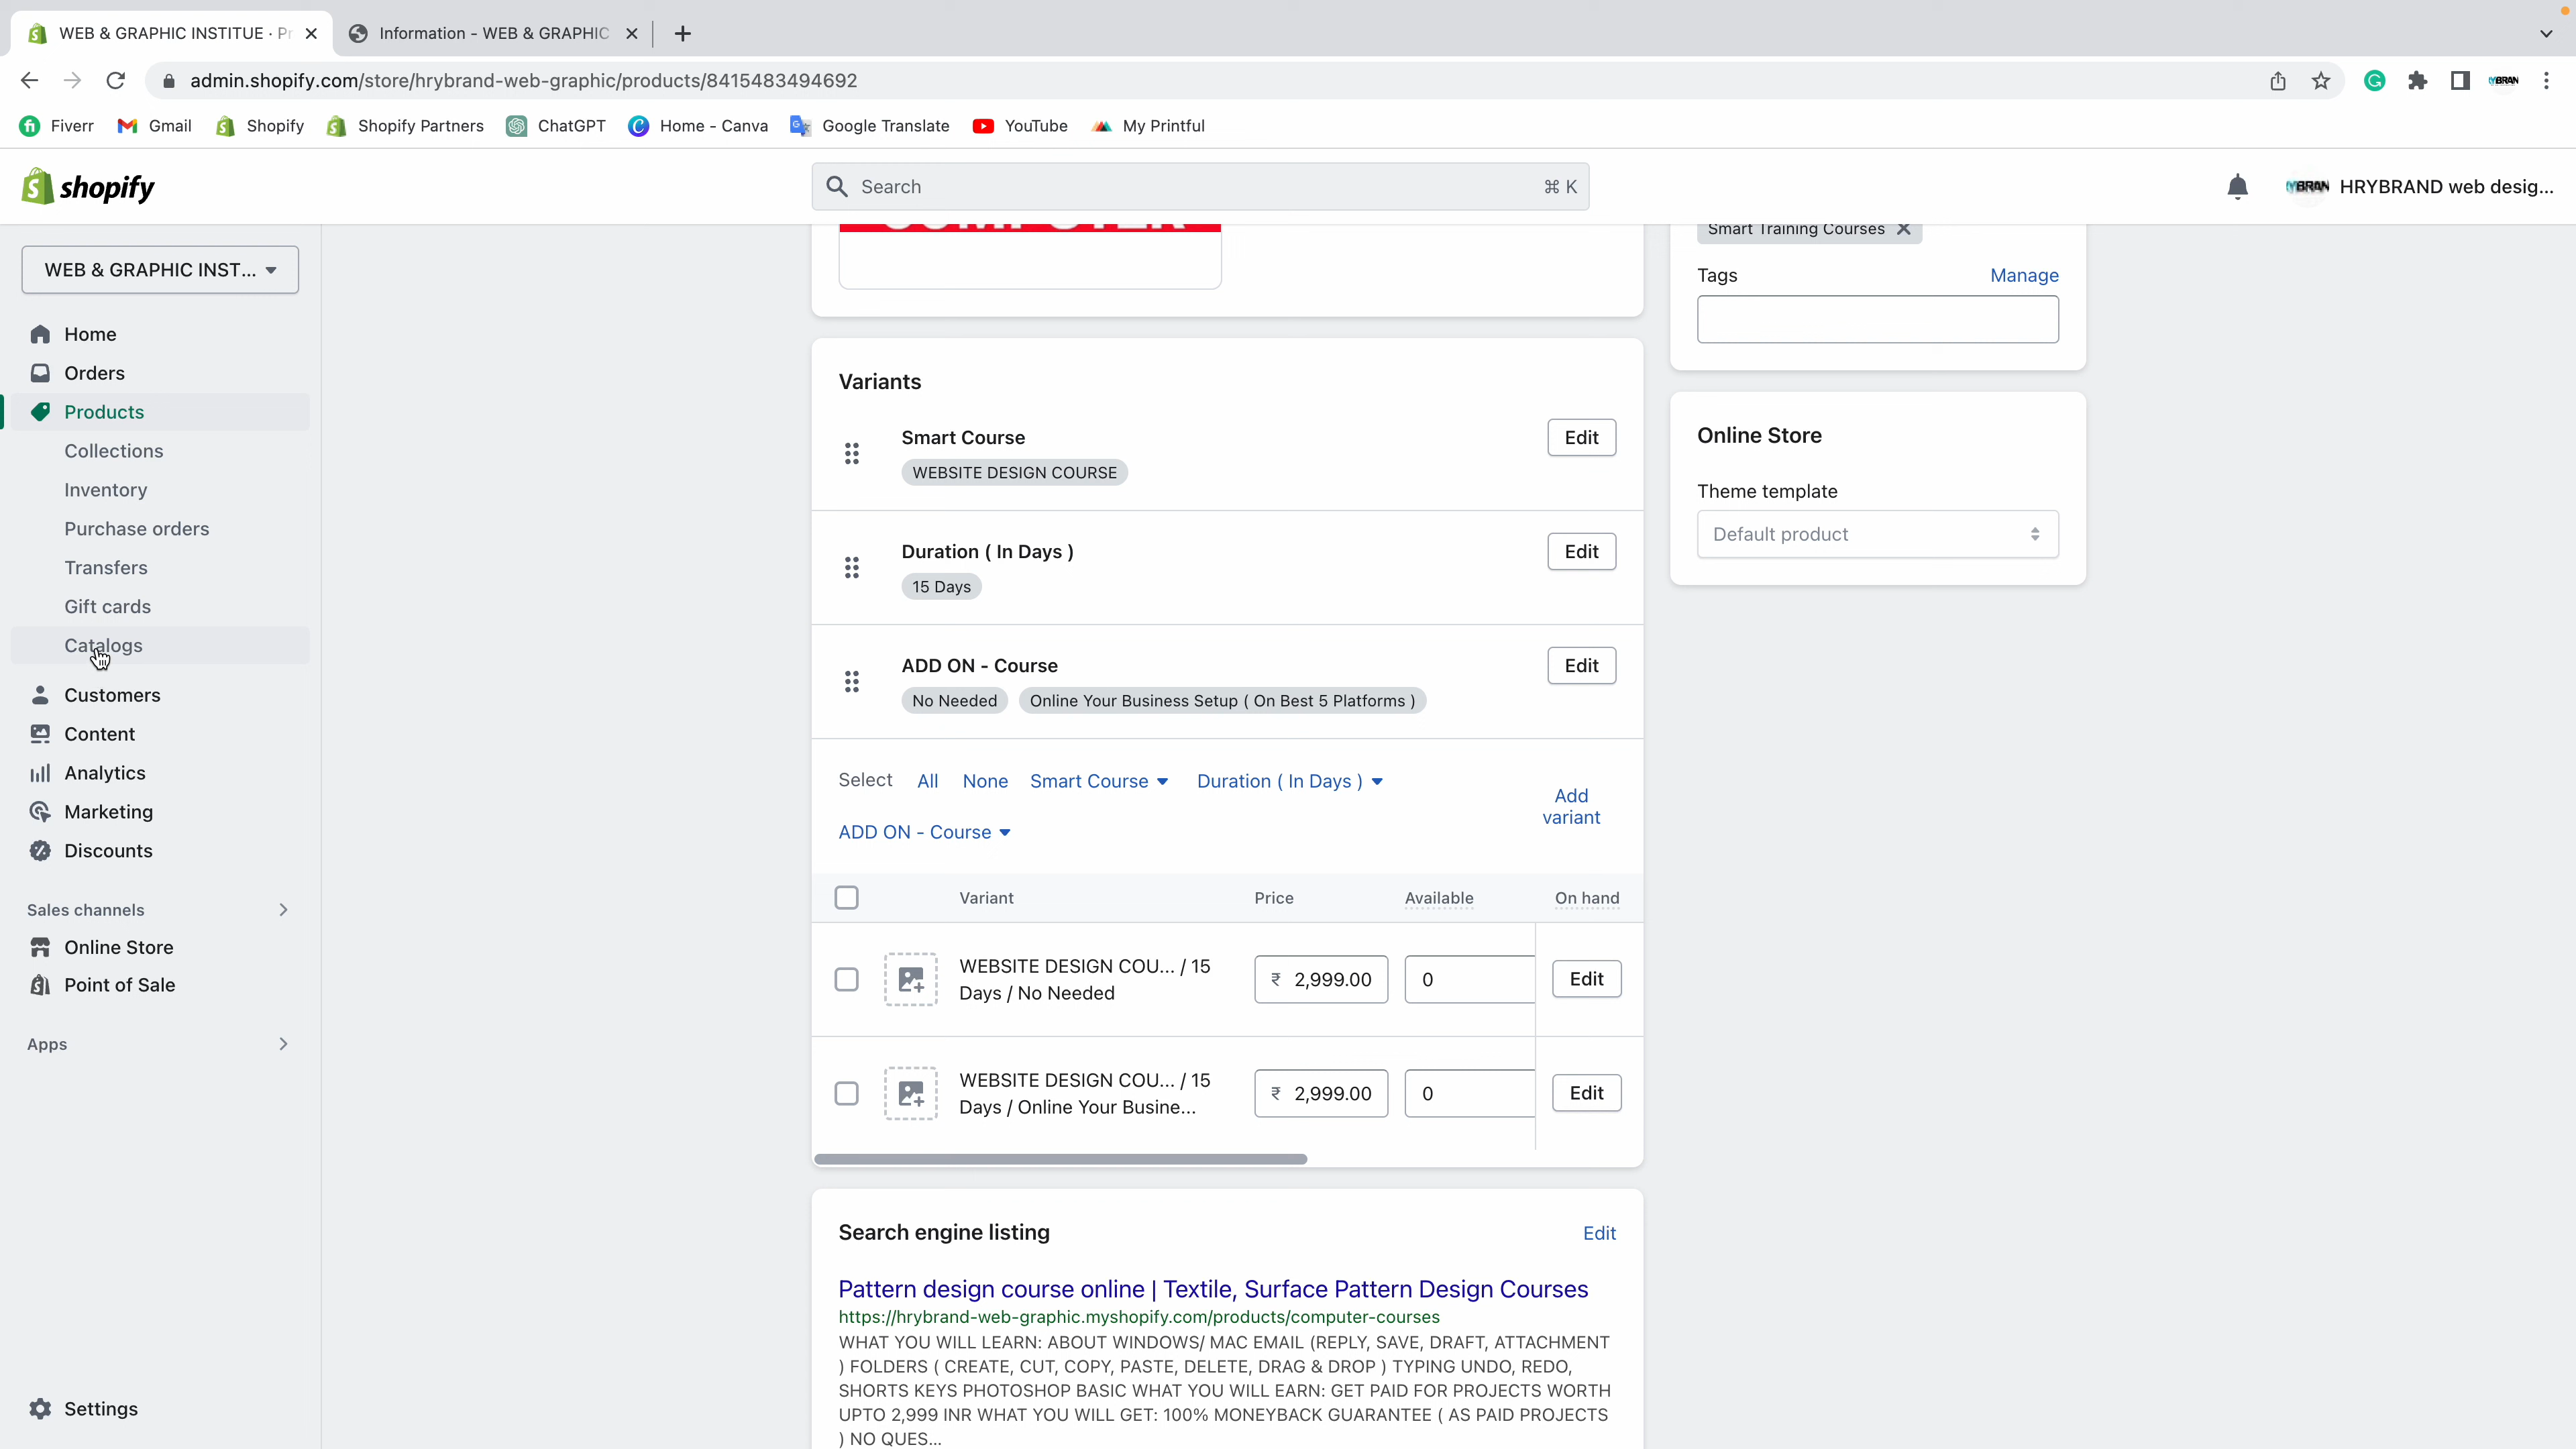 WEB & GRAPHIC INSTITUE · Pr
Information - WEB & GRAPHIC
admin.shopify.com/store/hrybrand-web-graphic/products/8415483494692
Fiverr
Gmail
Shopify
Shopify Partners
ChatGPT
Home - Canva
Google Translate
YouTube
My Printful
shopify
Search
⌘ K
HRYBRAND web desig...
WEB & GRAPHIC INST...
Home
Orders
Products
Collections
Inventory
Purchase orders
Transfers
Gift cards
Catalogs
Customers
Content
Analytics
Marketing
Discounts
Sales channels
Online Store
Point of Sale
Apps
Settings
Variants
Smart Course
Edit
WEBSITE DESIGN COURSE
Duration ( In Days )
Edit
15 Days
ADD ON - Course
Edit
No Needed
Online Your Business Setup ( On Best 5 Platforms )
Select All None Smart Course Duration ( In Days )
ADD ON - Course
Add variant
Variant Price Available On hand
WEBSITE DESIGN COU... / 15
Days / No Needed
₹ 2,999.00
0
Edit
WEBSITE DESIGN COU... / 15
Days / Online Your Busine...
₹ 2,999.00
0
Edit
Search engine listing
Edit
Pattern design course online | Textile, Surface Pattern Design Courses
https://hrybrand-web-graphic.myshopify.com/products/computer-courses
WHAT YOU WILL LEARN: ABOUT WINDOWS/ MAC EMAIL (REPLY, SAVE, DRAFT, ATTACHMENT
) FOLDERS ( CREATE, CUT, COPY, PASTE, DELETE, DRAG & DROP ) TYPING UNDO, REDO,
SHORTS KEYS PHOTOSHOP BASIC WHAT YOU WILL EARN: GET PAID FOR PROJECTS WORTH
UPTO 2,999 INR WHAT YOU WILL GET: 100% MONEYBACK GUARANTEE ( AS PAID PROJECTS
) NO QUES...
Smart Training Courses
Tags
Manage
Online Store
Theme template
Default product